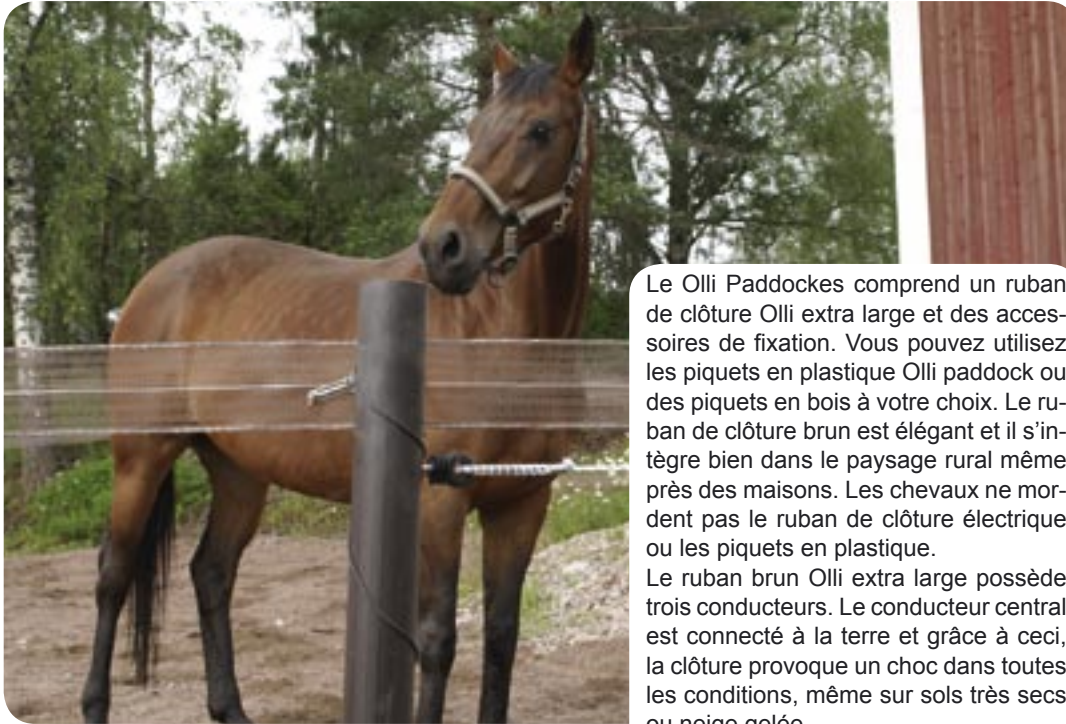 Le Olli Paddockes comprend un ruban
de clôture Olli extra large et des acces-
soires de fixation. Vous pouvez utilisez
les piquets en plastique Olli paddock ou
des piquets en bois à votre choix. Le ru-
ban de clôture brun est élégant et il s'in-
tègre bien dans le paysage rural même
près des maisons. Les chevaux ne mor-
dent pas le ruban de clôture électrique
ou les piquets en plastique.
Le ruban brun Olli extra large possède
trois conducteurs. Le conducteur central
est connecté à la terre et grâce à ceci,
la clôture provoque un choc dans toutes
les conditions, même sur sols très secs
ou neige gelée